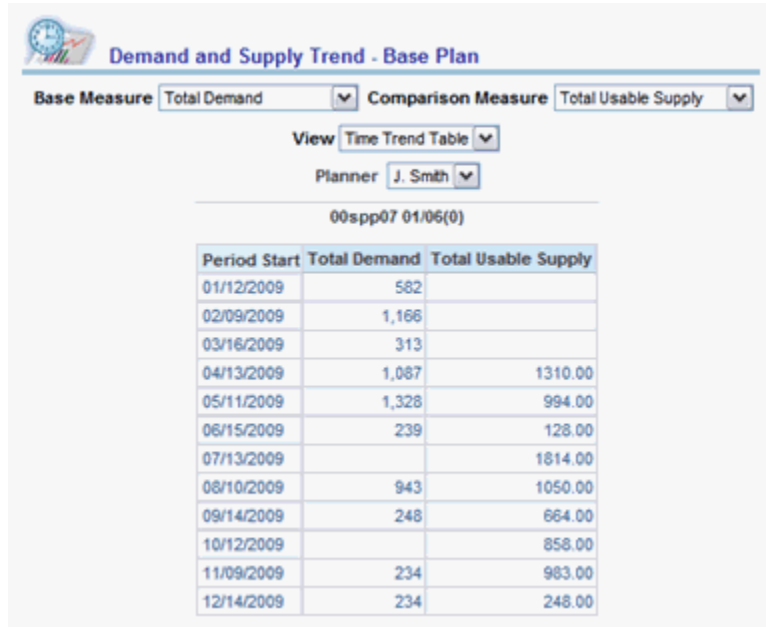 Demand and Supply Trend - Base Plan
Base Measure Total Demand Comparison Measure Total Usable Supply
View Time Trend Table
Planner J. Smith
00spp07 01/06(0)
Period Start Total Demand Total Usable Supply
01/12/2009 582
02/09/2009 1,166
03/16/2009 313
04/13/2009 1,087 1310.00
05/11/2009 1,328 994.00
06/15/2009 239 128.00
07/13/2009 1814.00
08/10/2009 943 1050.00
09/14/2009 248 664.00
10/12/2009 858.00
11/09/2009 234 983.00
12/14/2009 234 248.00